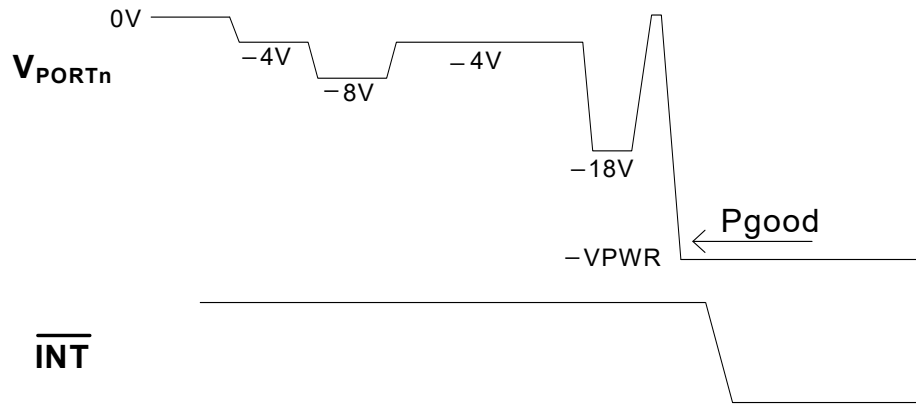 0V
VPORTn
−4V
−8V
−4V
−18V
Pgood
−VPWR
INT